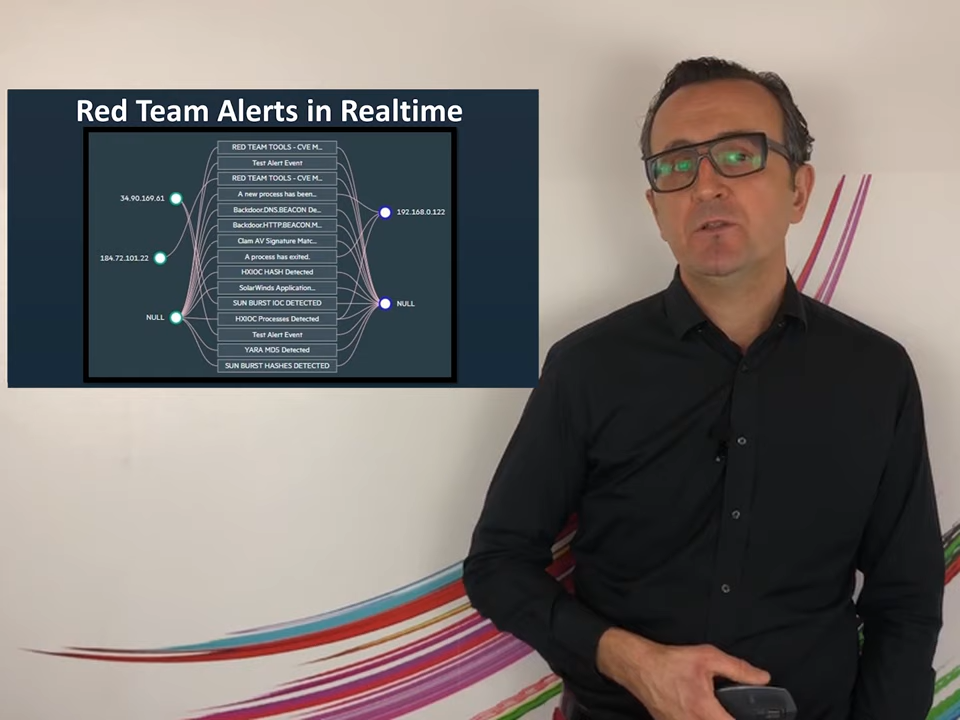 Red Team Alerts in Realtime
RED TEAM TOOLS - CVE M...
Test Alert Event
RED TEAM TOOLS - CVE M...
34.90.169.61
A new process has been...
Backdoor.DNS.BEACON De...
192.168.0.122
Backdoor.HTTP.BEACON.M...
Clam AV Signature Matc...
184.72.101.22
A process has exited.
HXIOC HASH Detected
SolarWinds Application...
SUN BURST IOC DETECTED
NULL
NULL
HXIOC Processes Detected
Test Alert Event
YARA MD5 Detected
SUN BURST HASHES DETECTED